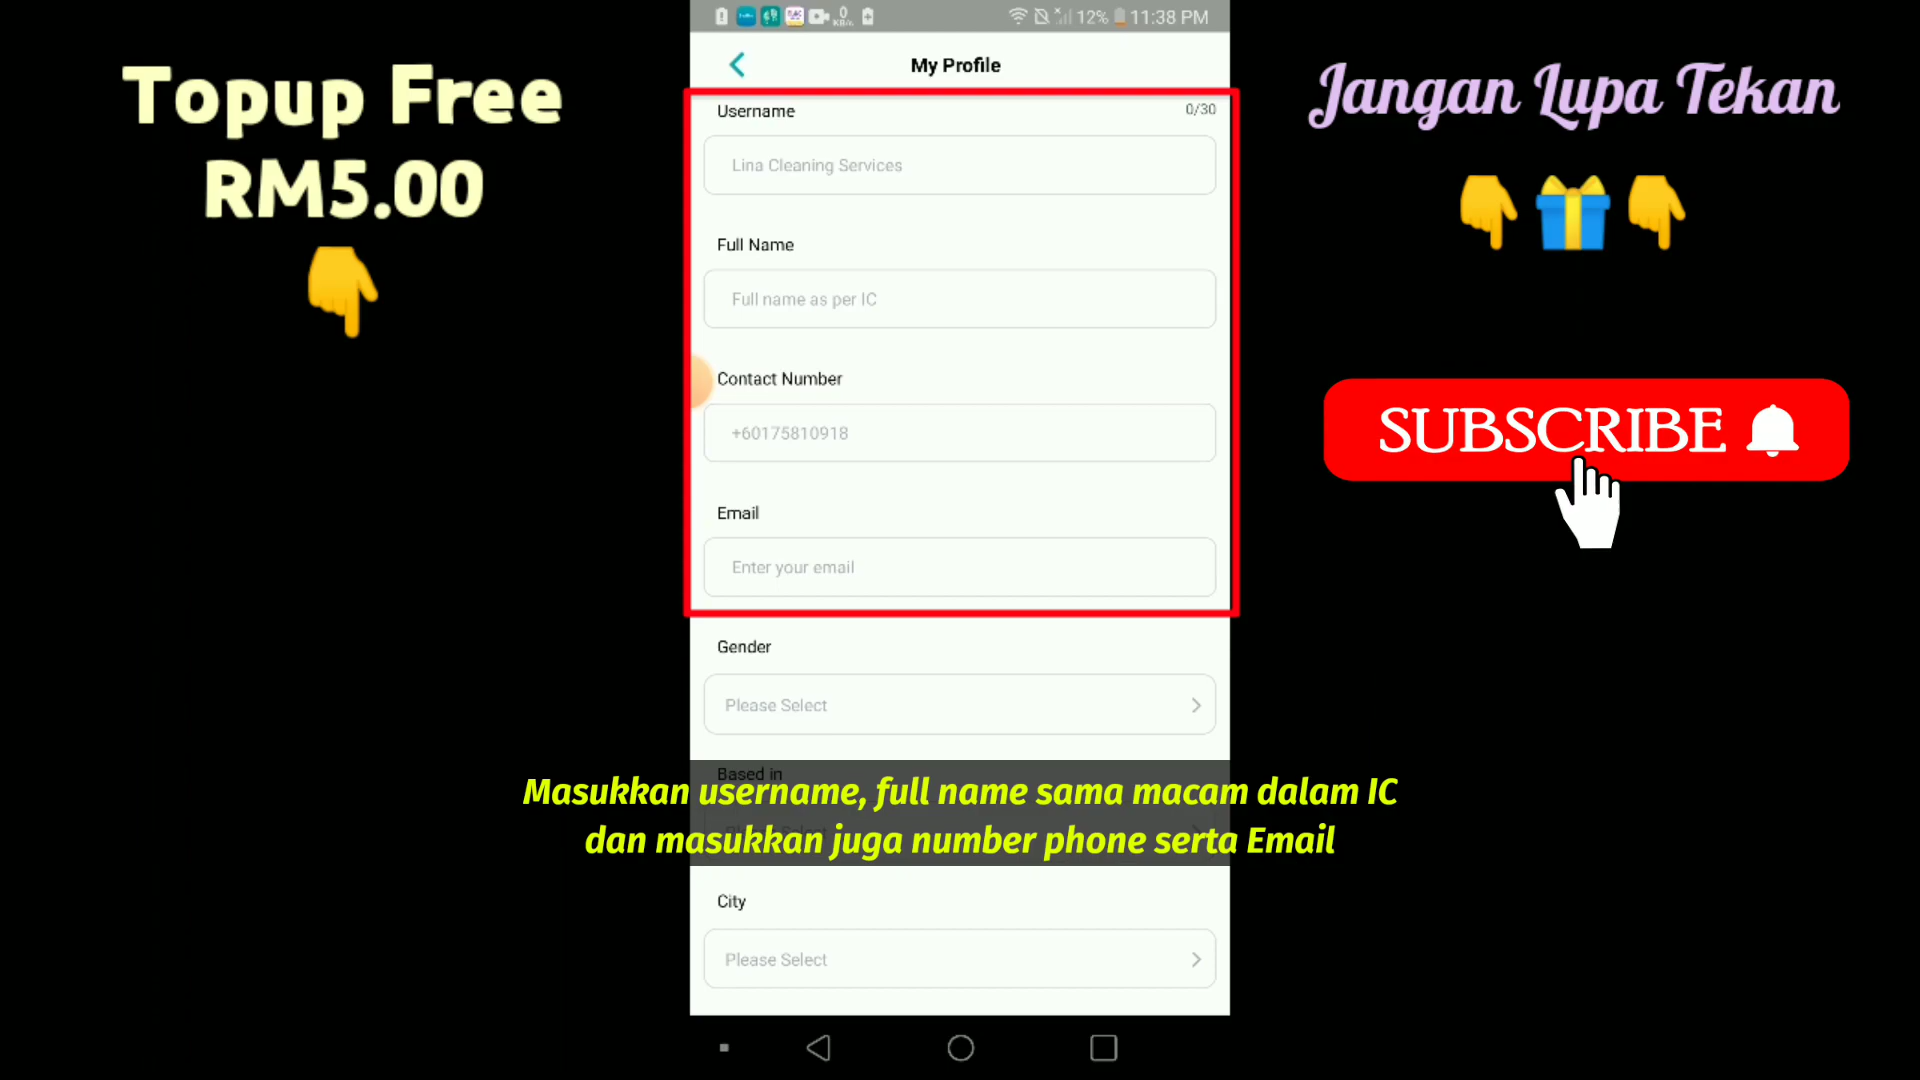 Topup Free
RM5.00
0
KB/s
12%
11:38 PM
My Profile
Username
0/30
Lina Cleaning Services
Full Name
Full name as per IC
Contact Number
+60175810918
Email
Enter your email
Gender
Please Select
Based in
Masukkan username, full name sama macam dalam IC
dan masukkan juga number phone serta Email
City
Please Select
Jangan Lupa Tekan
SUBSCRIBE